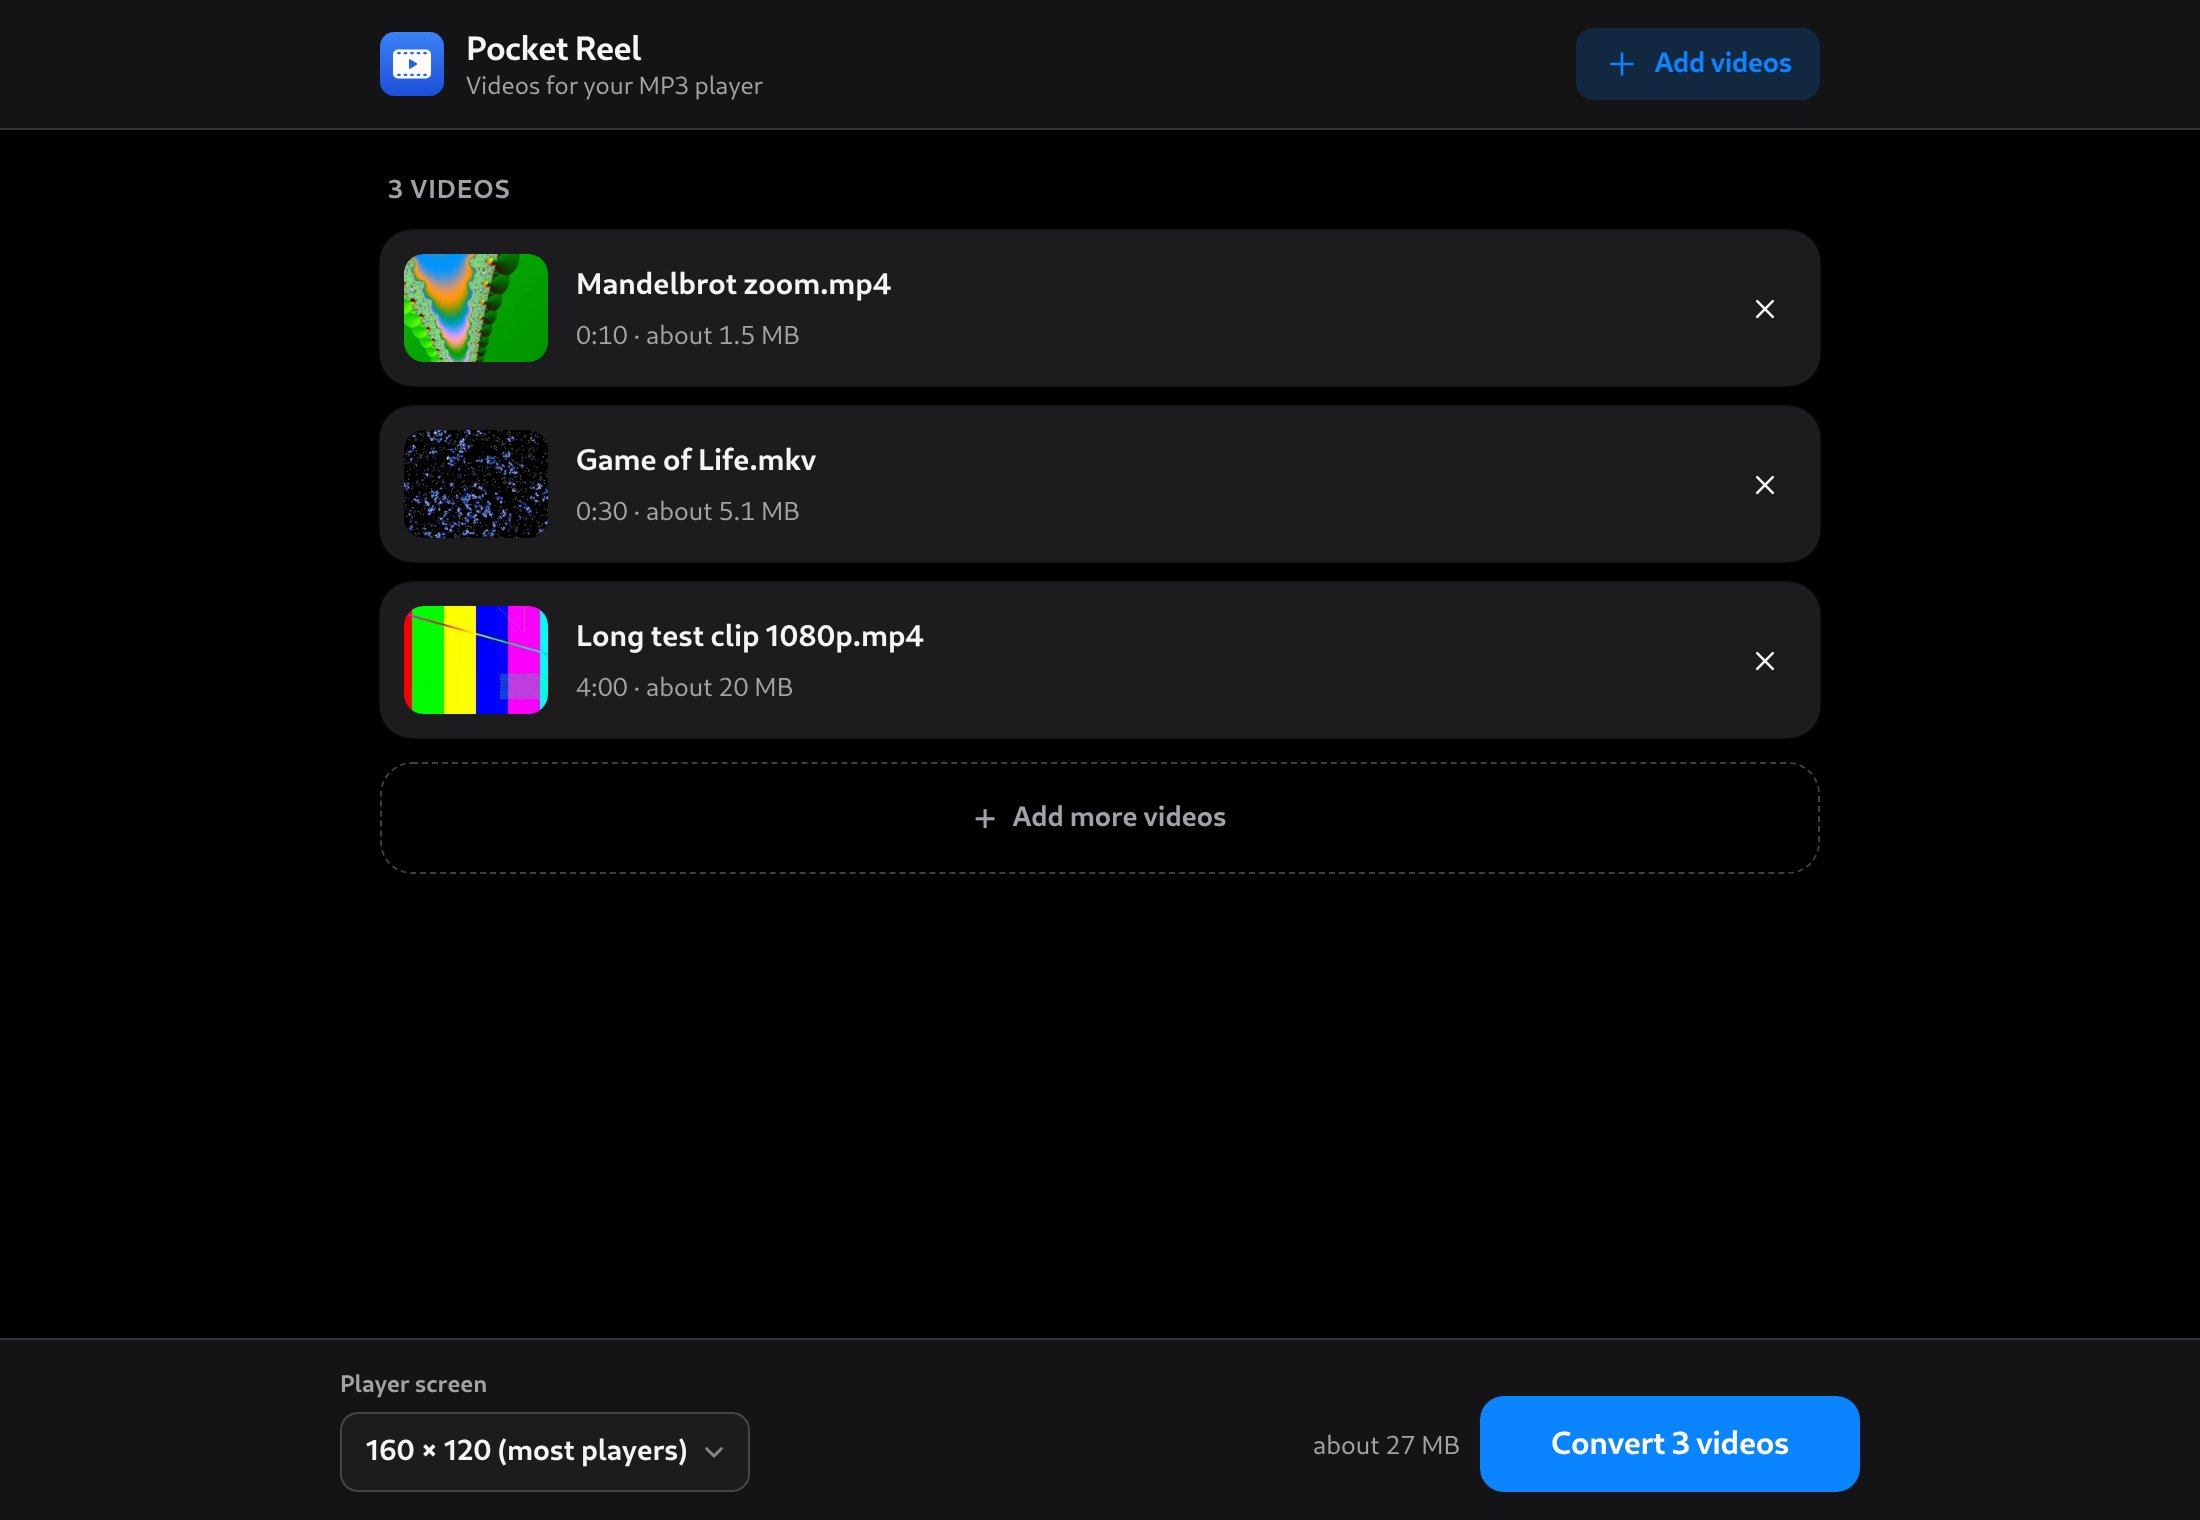 Pocket Reel
Videos for your MP3 player
Add videos
3 VIDEOS
Mandelbrot zoom.mp4
0:10 · about 1.5 MB
Game of Life.mkv
0:30 · about 5.1 MB
Long test clip 1080p.mp4
4:00 · about 20 MB
Add more videos
Player screen
160 × 120 (most players)
about 27 MB
Convert 3 videos